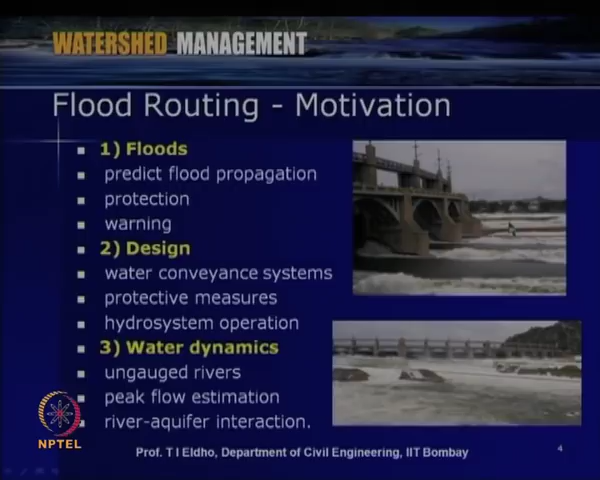 WATERSHED MANAGEMENT
Flood Routing - Motivation
1) Floods
predict flood propagation
protection
warning
2) Design
water conveyance systems
protective measures
hydrosystem operation
3) Water dynamics
ungauged rivers
peak flow estimation
river-aquifer interaction.
NPTEL
Prof. T I Eldho, Department of Civil Engineering, IIT Bombay
4